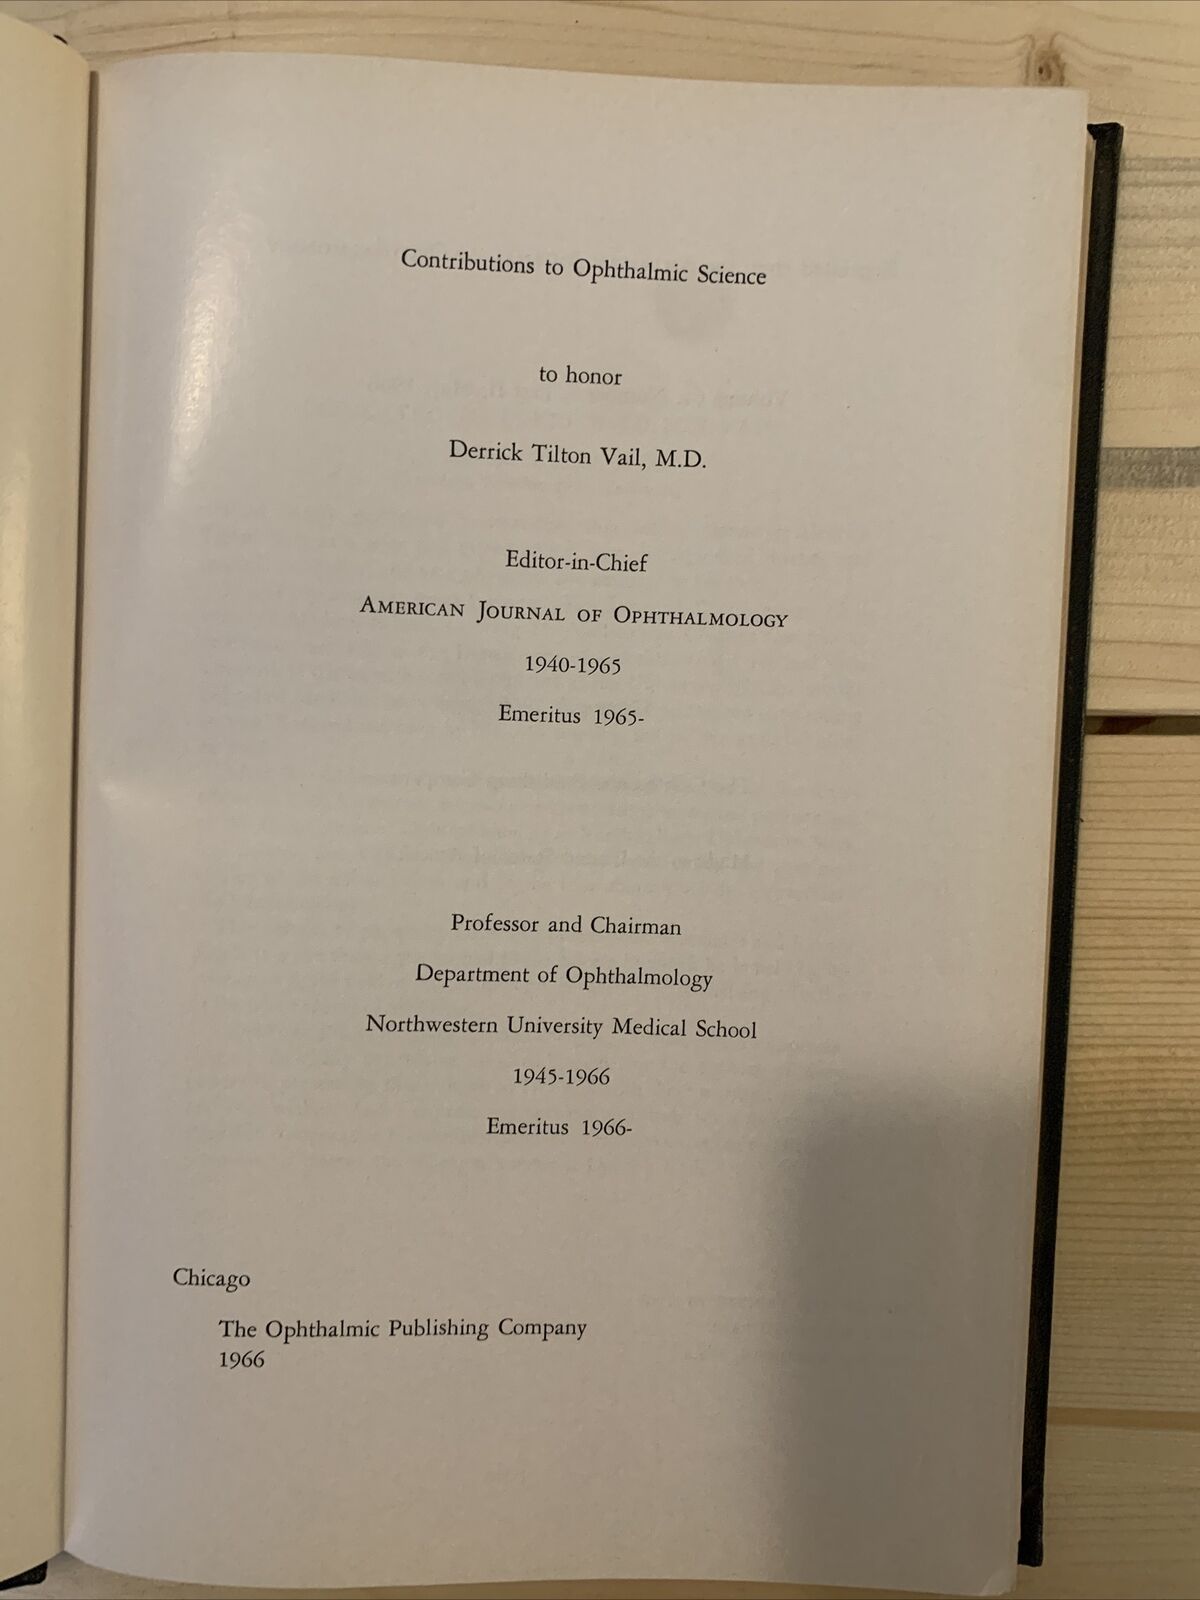 Contributions to Ophthalmic Science
to honor
Derrick Tilton Vail, M.D.
Editor-in-Chief
American Journal of Ophthalmology
1940-1965
Emeritus 1965-
Professor and Chairman
Department of Ophthalmology
Northwestern University Medical School
1945-1966
Emeritus 1966-
Chicago
The Ophthalmic Publishing Company
1966